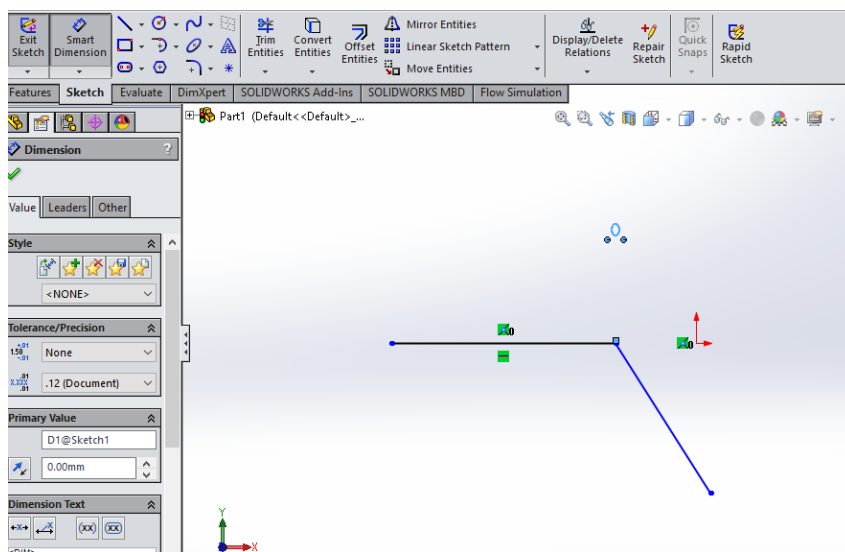 Exit Sketch
Smart Dimension
Trim Entities
Convert Entities
Offset Entities
Mirror Entities
Linear Sketch Pattern
Move Entities
Display/Delete Relations
Repair Sketch
Quick Snaps
Rapid Sketch
Features Sketch Evaluate DimXpert SOLIDWORKS Add-Ins SOLIDWORKS MBD Flow Simulation
Part1 (Default<<Default>_...
Dimension ?
Value Leaders Other
Style
<NONE>
Tolerance/Precision
None
.12 (Document)
Primary Value
D1@Sketch1
0.00mm
Dimension Text
(xx) (xx)
0
0
0
Y
X